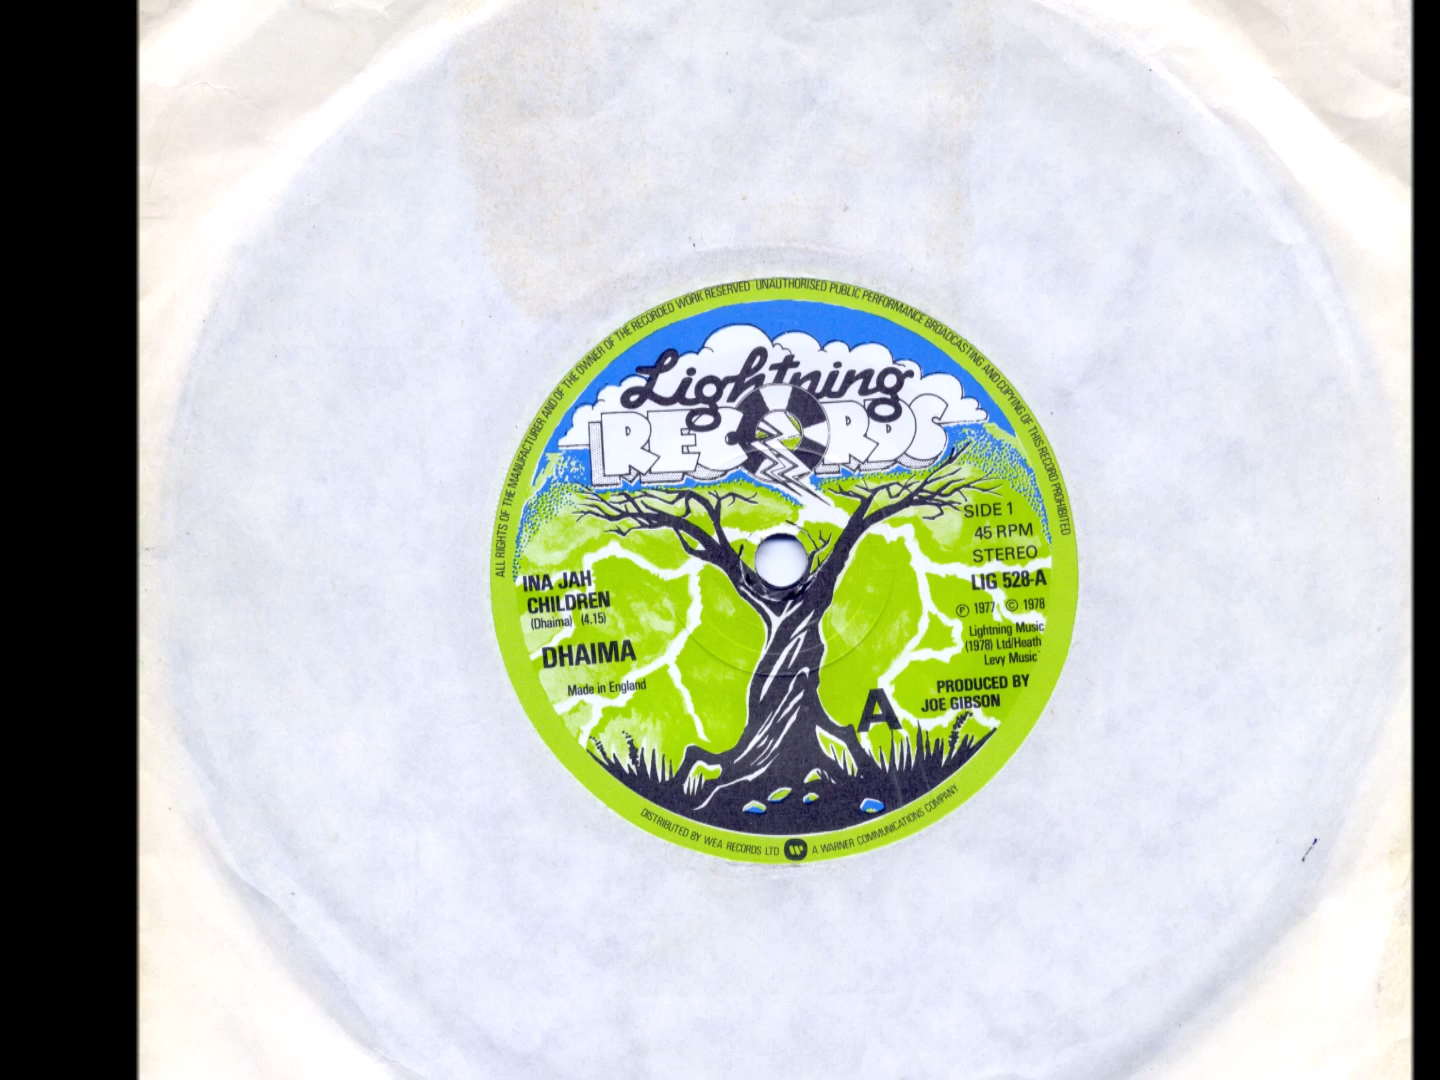 ALL RIGHTS OF THE MANUFACTURER AND OF THE OWNER OF THE RECORDED WORK RESERVED UNAUTHORISED PUBLIC PERFORMANCE BROADCASTING AND COPYING OF THIS RECORD PROHIBITED
Lightning
RECORDS
SIDE 1
45 RPM
STEREO
LIG 528-A
Ⓟ 1977 © 1978
Lightning Music
(1978) Ltd/Heath
Levy Music
PRODUCED BY
JOE GIBSON
INA JAH
CHILDREN
(Dhaima) (4.15)
DHAIMA
Made in England
A
DISTRIBUTED BY WEA RECORDS LTD A WARNER COMMUNICATIONS COMPANY